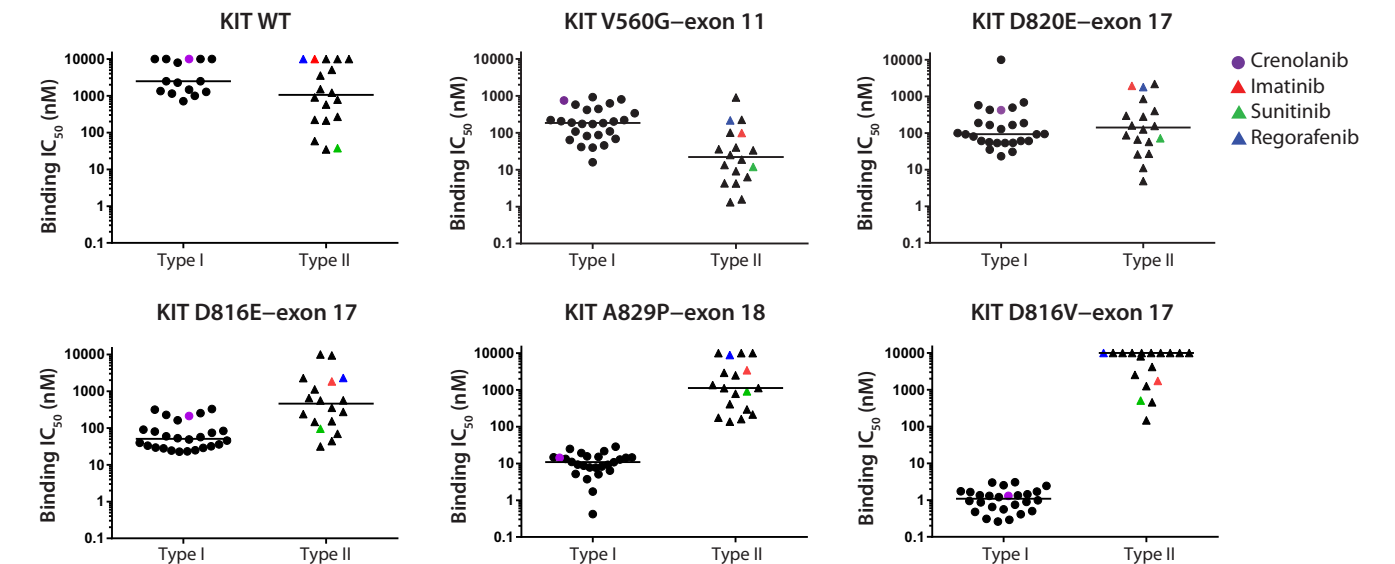 KIT WT
KIT V560G–exon 11
KIT D820E–exon 17
Binding IC50 (nM)
10000
1000
100
10
1
0.1
Type I
Type II
Binding IC50 (nM)
10000
1000
100
10
1
0.1
Type I
Type II
Binding IC50 (nM)
10000
1000
100
10
1
0.1
Type I
Type II
Crenolanib
Imatinib
Sunitinib
Regorafenib
KIT D816E–exon 17
KIT A829P–exon 18
KIT D816V–exon 17
Binding IC50 (nM)
10000
1000
100
10
1
0.1
Type I
Type II
Binding IC50 (nM)
10000
1000
100
10
1
0.1
Type I
Type II
Binding IC50 (nM)
10000
1000
100
10
1
0.1
Type I
Type II